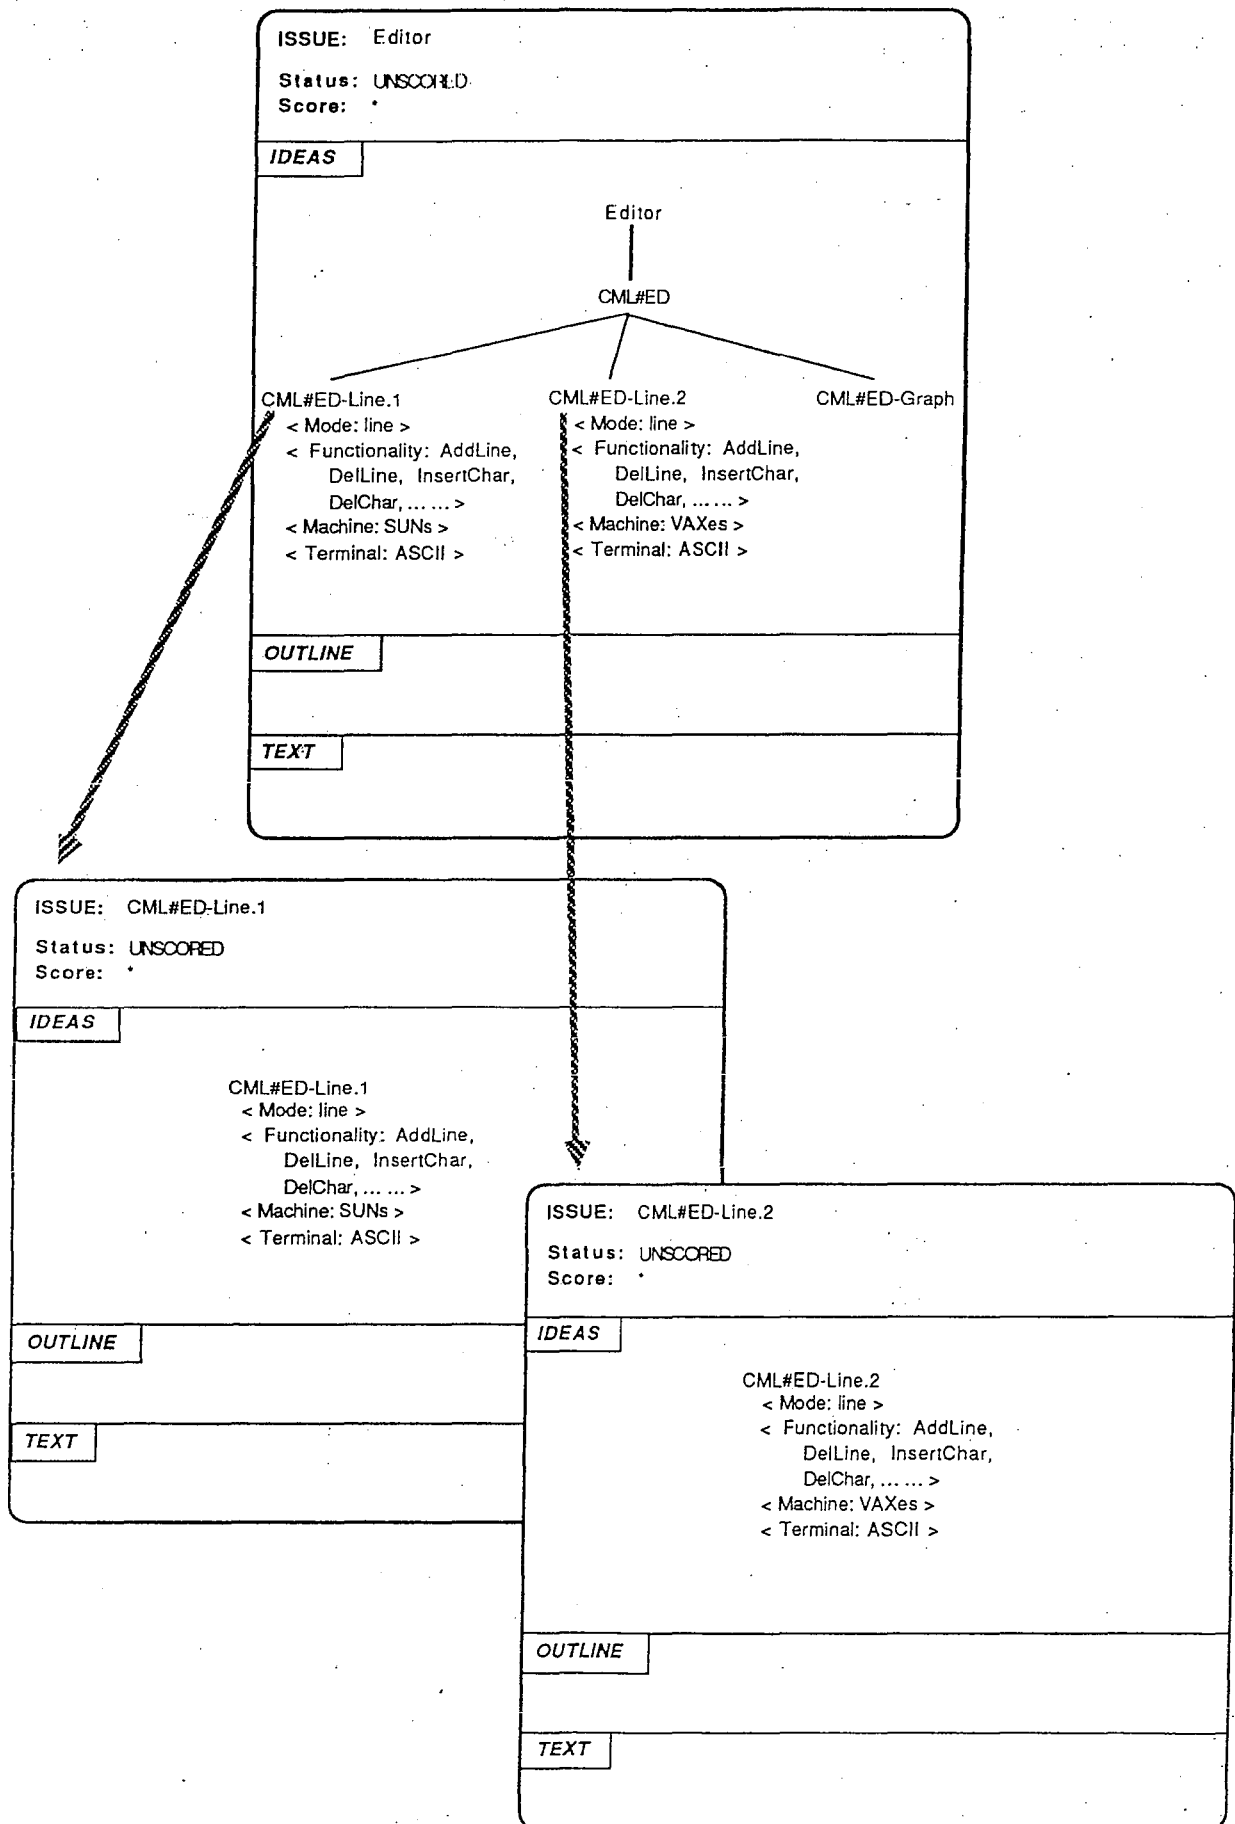 ISSUE: Editor
Status: UNSCORED
Score: *
IDEAS
Editor
CML#ED
CML#ED-Line.1
< Mode: line >
< Functionality: AddLine,
DelLine, InsertChar,
DelChar, ... ... >
< Machine: SUNs >
< Terminal: ASCII >
CML#ED-Line.2
< Mode: line >
< Functionality: AddLine,
DelLine, InsertChar,
DelChar, ... ... >
< Machine: VAXes >
< Terminal: ASCII >
CML#ED-Graph
OUTLINE
TEXT
ISSUE: CML#ED-Line.1
Status: UNSCORED
Score: *
IDEAS
CML#ED-Line.1
< Mode: line >
< Functionality: AddLine,
DelLine, InsertChar,
DelChar, ... ... >
< Machine: SUNs >
< Terminal: ASCII >
OUTLINE
TEXT
ISSUE: CML#ED-Line.2
Status: UNSCORED
Score: *
IDEAS
CML#ED-Line.2
< Mode: line >
< Functionality: AddLine,
DelLine, InsertChar,
DelChar, ... ... >
< Machine: VAXes >
< Terminal: ASCII >
OUTLINE
TEXT